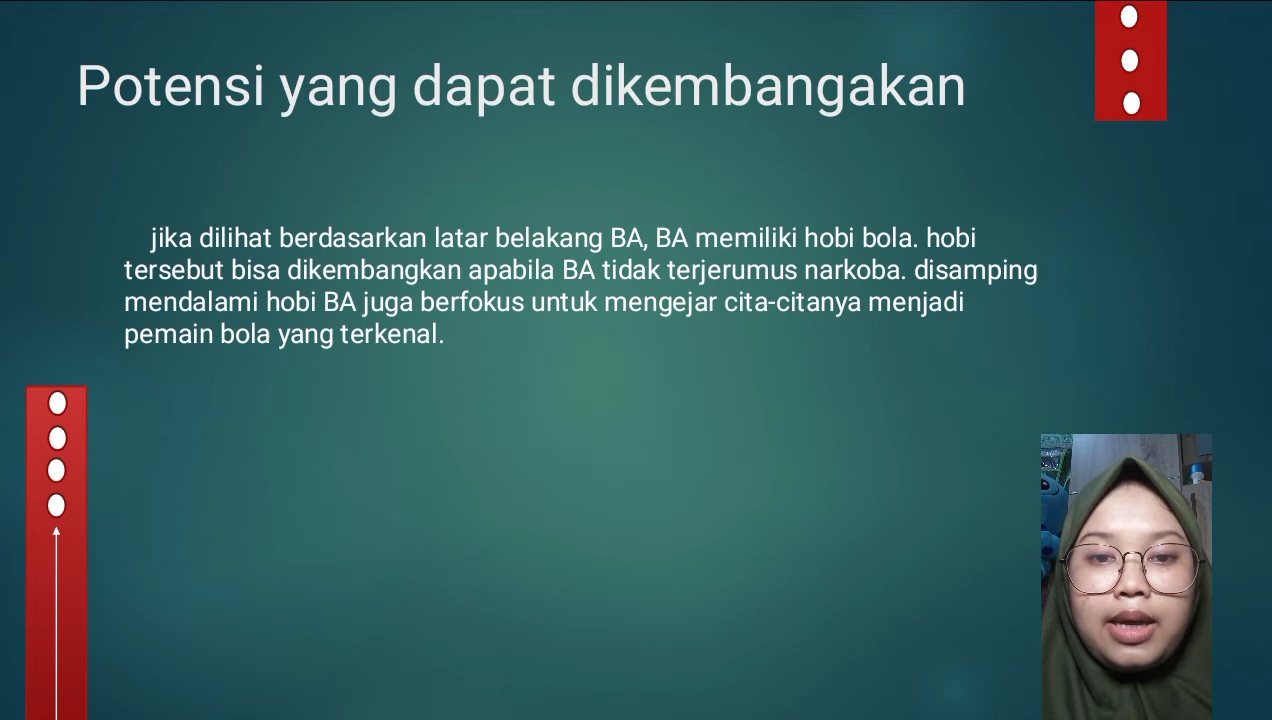 Potensi yang dapat dikembangakan
jika dilihat berdasarkan latar belakang BA, BA memiliki hobi bola. hobi
tersebut bisa dikembangkan apabila BA tidak terjerumus narkoba. disamping
mendalami hobi BA juga berfokus untuk mengejar cita-citanya menjadi
pemain bola yang terkenal.